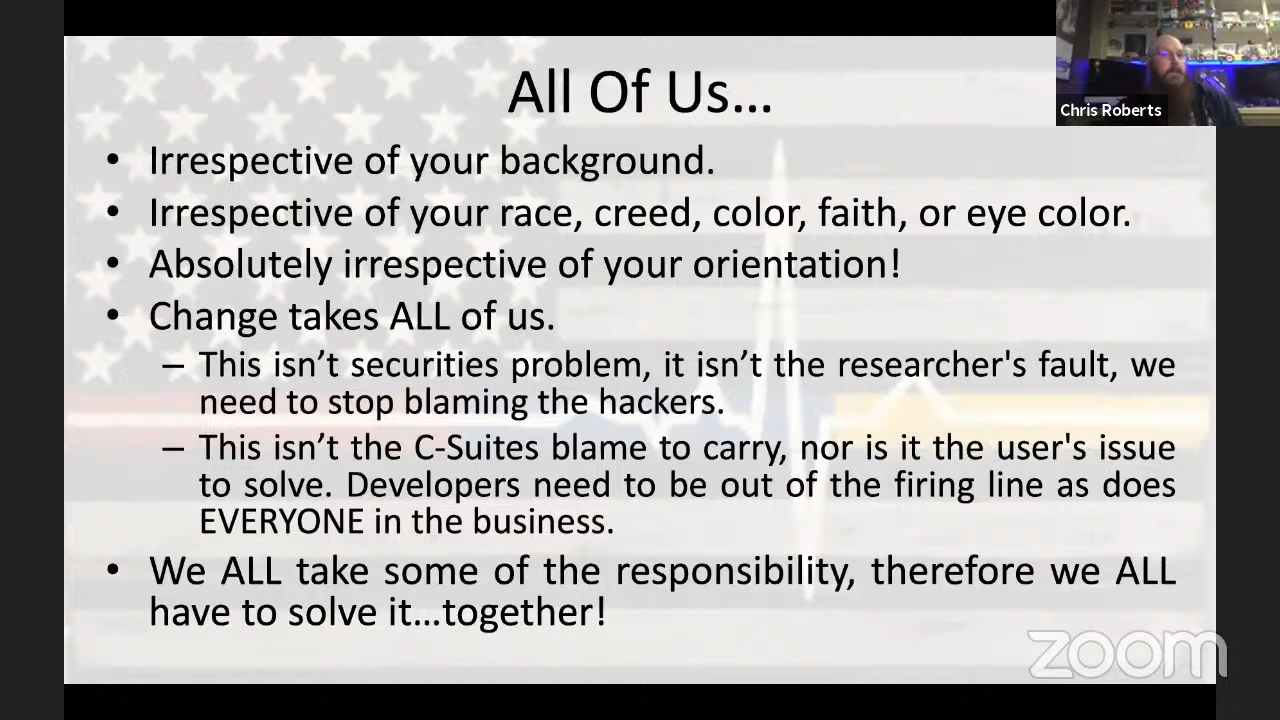 All Of Us...
Chris Roberts
• Irrespective of your background.
• Irrespective of your race, creed, color, faith, or eye color.
• Absolutely irrespective of your orientation!
• Change takes ALL of us.
– This isn’t securities problem, it isn’t the researcher's fault, we
need to stop blaming the hackers.
– This isn’t the C-Suites blame to carry, nor is it the user's issue
to solve. Developers need to be out of the firing line as does
EVERYONE in the business.
• We ALL take some of the responsibility, therefore we ALL
have to solve it...together!
zoom